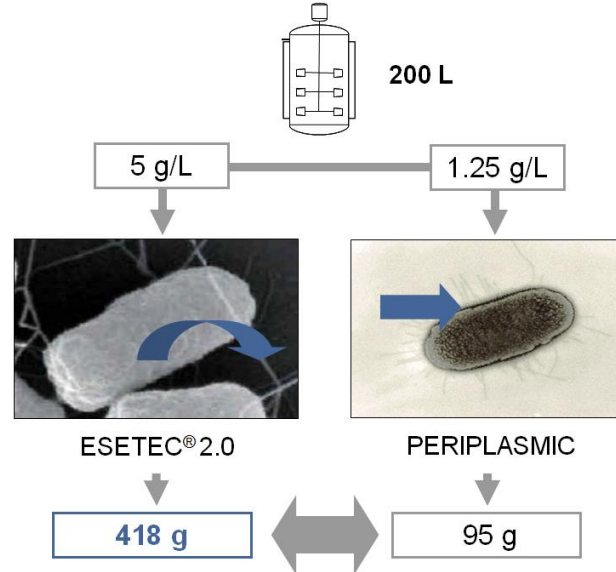 200 L
5 g/L
1.25 g/L
ESETEC® 2.0
PERIPLASMIC
418 g
95 g